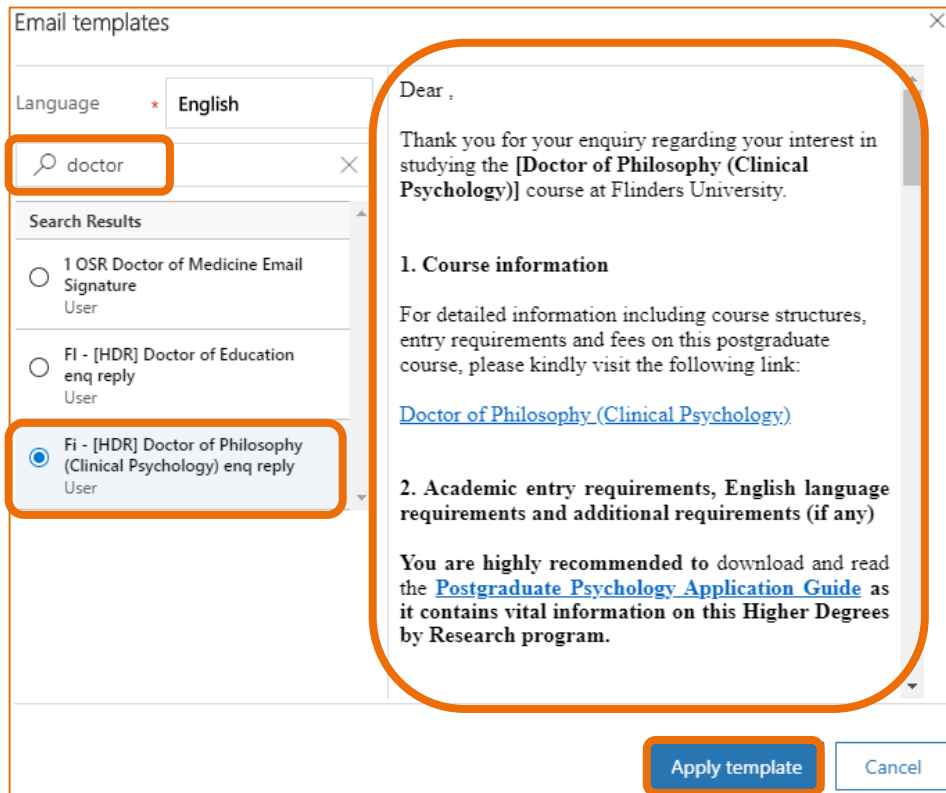 Email templates
Language * English
doctor
Search Results
1 OSR Doctor of Medicine Email
Signature
User
FI - [HDR] Doctor of Education
enq reply
User
Fi - [HDR] Doctor of Philosophy
(Clinical Psychology) enq reply
User
Dear ,
Thank you for your enquiry regarding your interest in
studying the [Doctor of Philosophy (Clinical
Psychology)] course at Flinders University.
1. Course information
For detailed information including course structures,
entry requirements and fees on this postgraduate
course, please kindly visit the following link:
Doctor of Philosophy (Clinical Psychology)
2. Academic entry requirements, English language
requirements and additional requirements (if any)
You are highly recommended to download and read
the Postgraduate Psychology Application Guide as
it contains vital information on this Higher Degrees
by Research program.
Apply template
Cancel